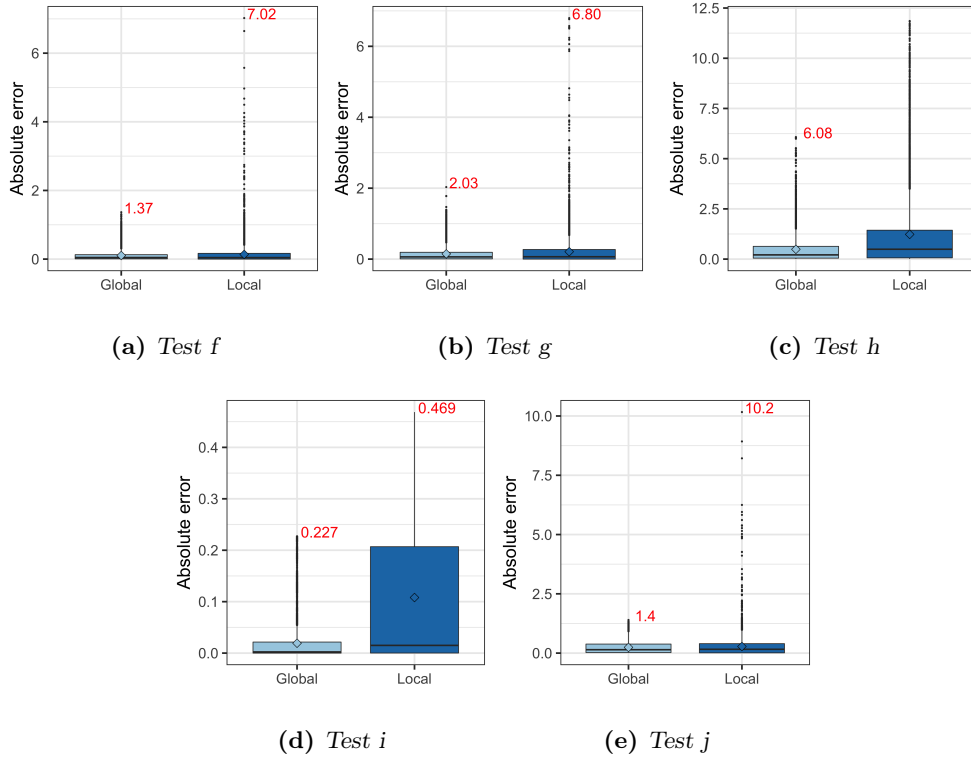 7.02
6
4
2
0
1.37
Absolute error
Global Local
(a) Test f
6.80
6
4
2
0
2.03
Absolute error
Global Local
(b) Test g
12.5
10.0
7.5
5.0
2.5
0.0
6.08
Absolute error
Global Local
(c) Test h
0.469
0.4
0.3
0.2
0.1
0.0
0.227
Absolute error
Global Local
(d) Test i
10.2
10.0
7.5
5.0
2.5
0.0
1.4
Absolute error
Global Local
(e) Test j